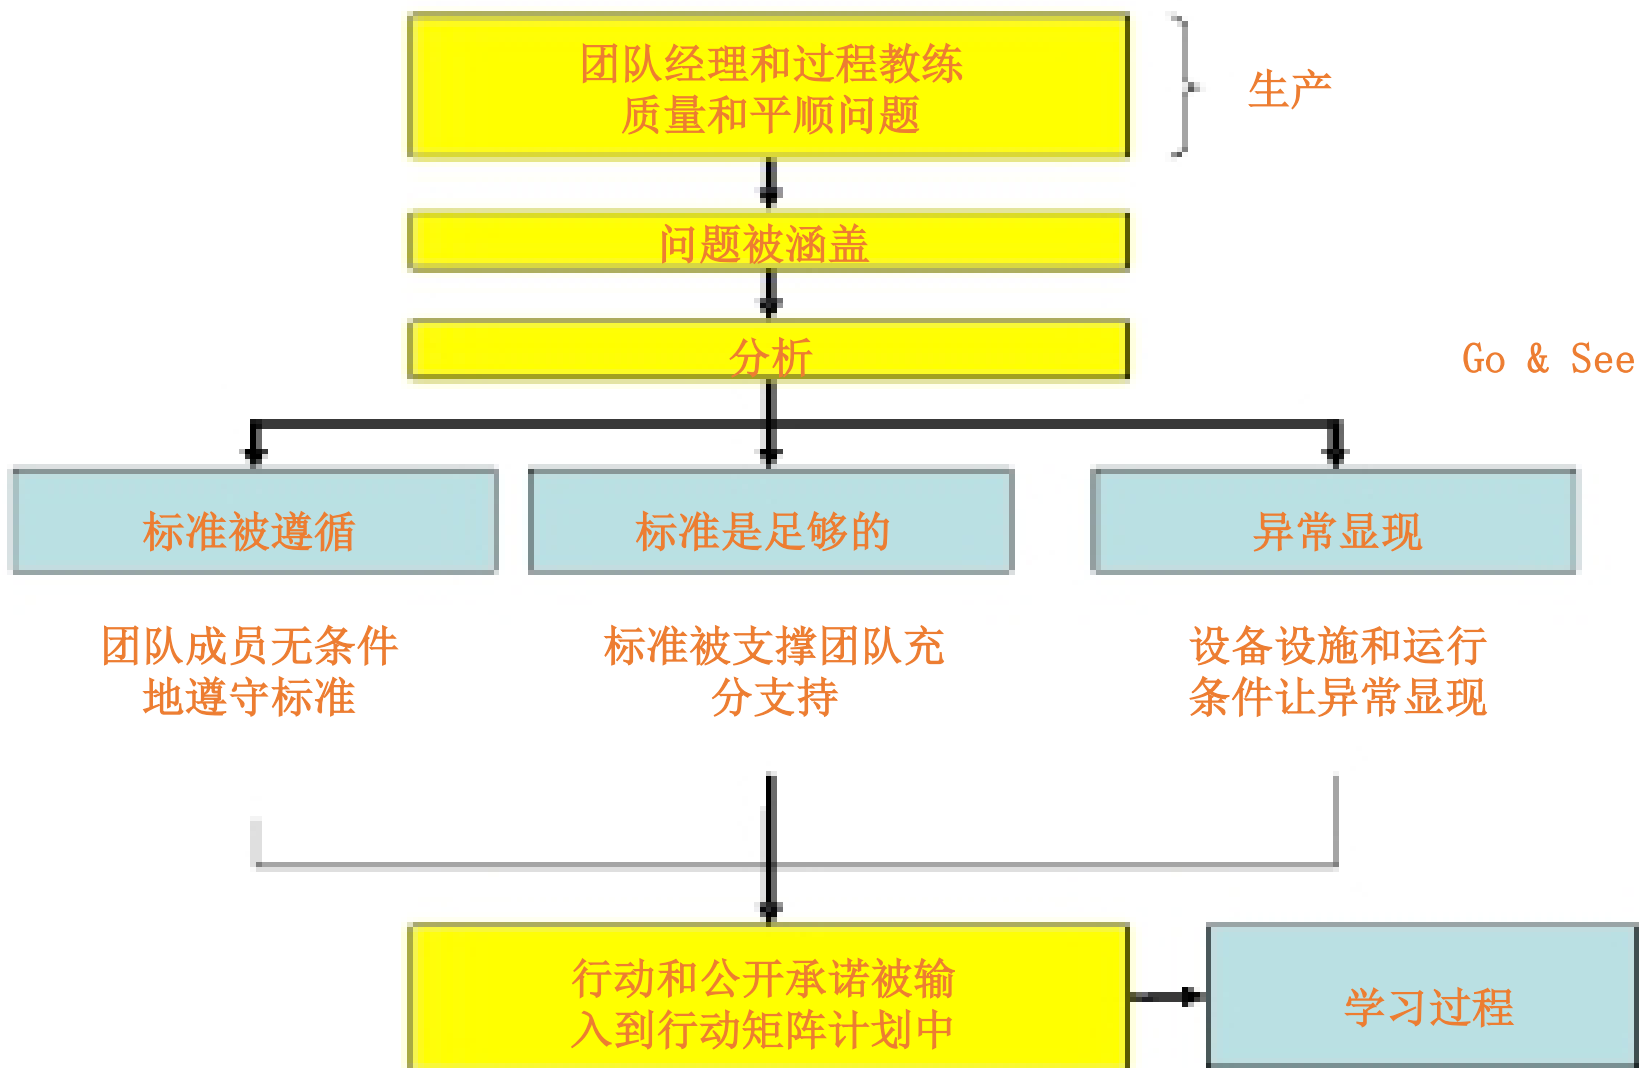 团队经理和过程教练
质量和平顺问题
生产
问题被涵盖
分析
Go & See
标准被遵循
标准是足够的
异常显现
团队成员无条件
地遵守标准
标准被支撑团队充
分支持
设备设施和运行
条件让异常显现
行动和公开承诺被输
入到行动矩阵计划中
学习过程